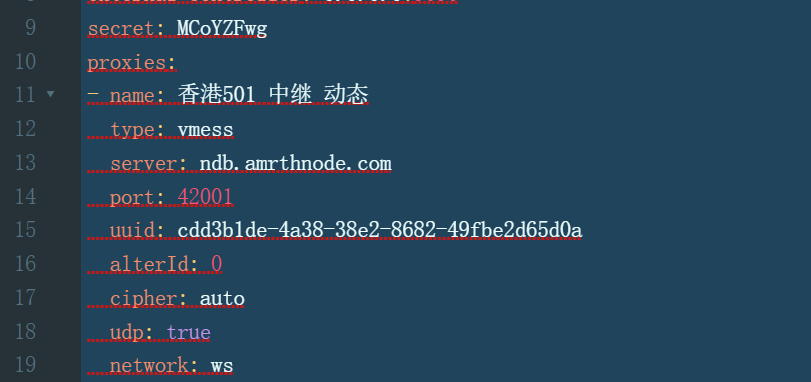 9 secret: MCoYZFwg
10 proxies:
11 - name: 香港501 中继 动态
12 type: vmess
13 server: ndb.amrthnode.com
14 port: 42001
15 uuid: cdd3b1de-4a38-38e2-8682-49fbe2d65d0a
16 alterId: 0
17 cipher: auto
18 udp: true
19 network: ws